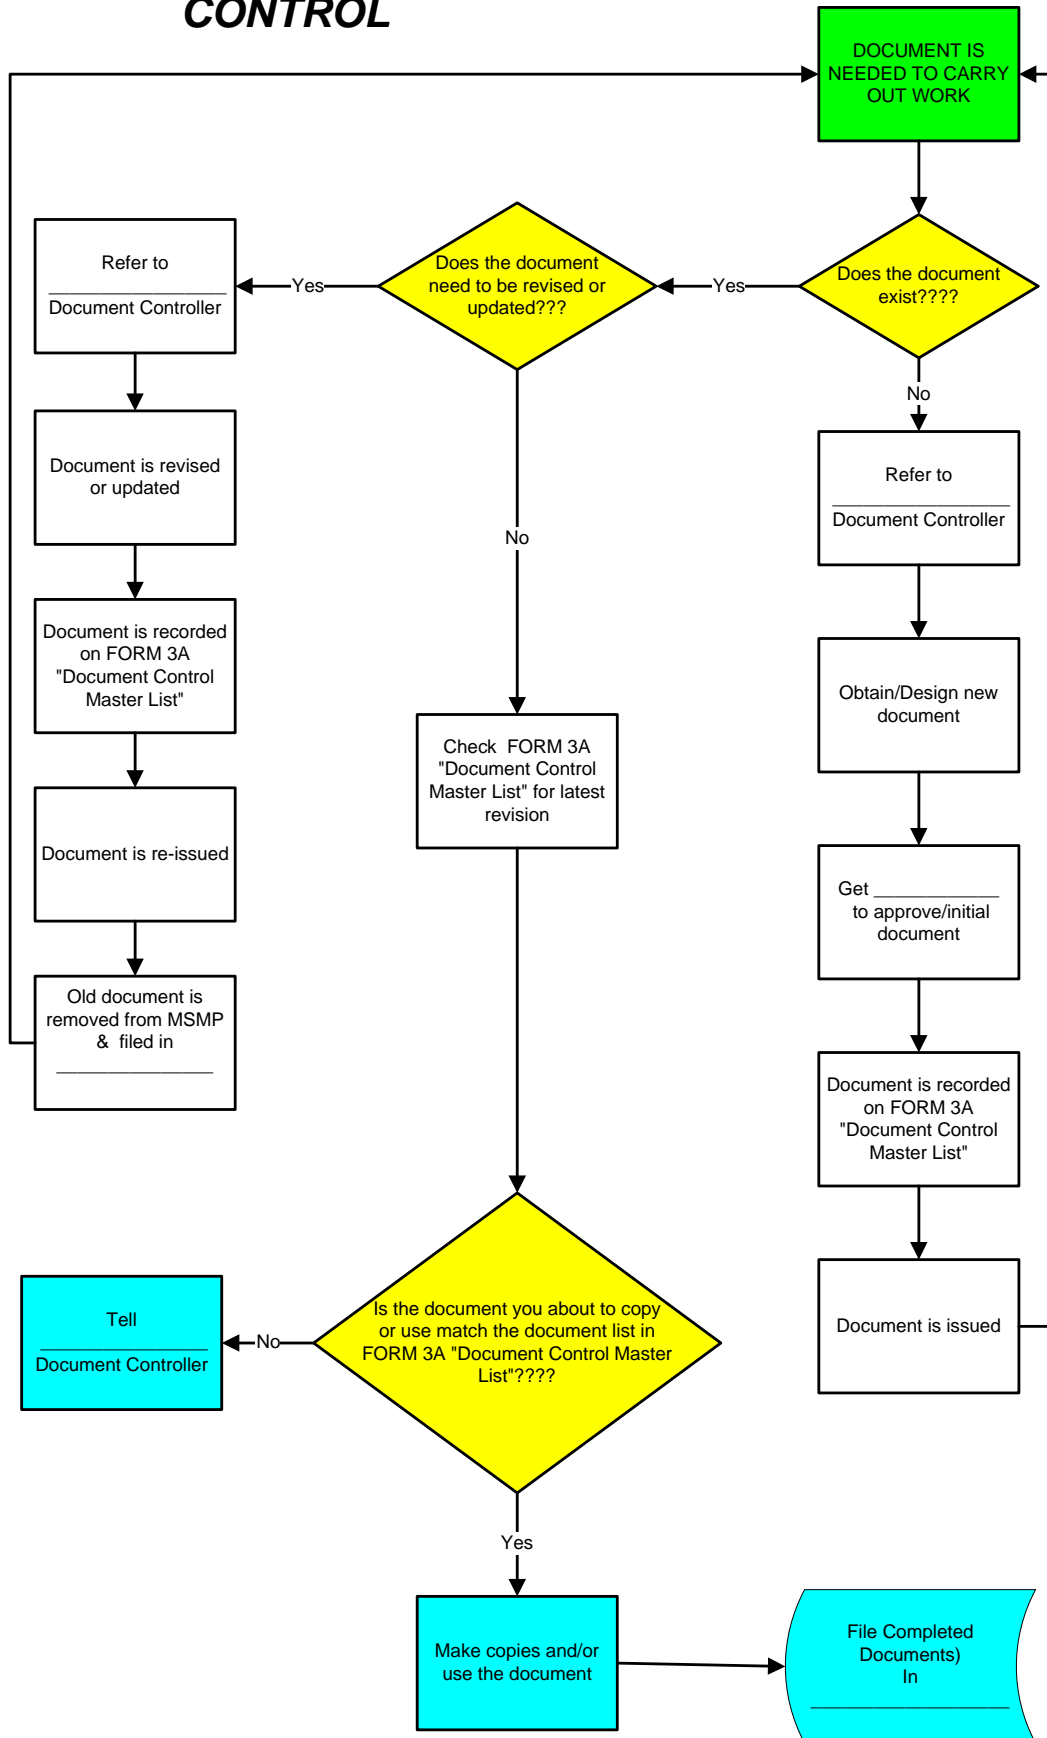 CONTROL
DOCUMENT IS
NEEDED TO CARRY
OUT WORK
Does the document
exist????
Yes
Does the document
need to be revised or
updated???
Yes
Refer to
_________________
Document Controller
Document is revised
or updated
Document is recorded
on FORM 3A
"Document Control
Master List"
Document is re-issued
Old document is
removed from MSMP
& filed in
_______________
No
Check FORM 3A
"Document Control
Master List" for latest
revision
No
Refer to
_________________
Document Controller
Obtain/Design new
document
Get ____________
to approve/initial
document
Document is recorded
on FORM 3A
"Document Control
Master List"
Document is issued
Is the document you about to copy
or use match the document list in
FORM 3A "Document Control Master
List"????
No
Tell
________________
Document Controller
Yes
Make copies and/or
use the document
File Completed
Documents)
In
___________________